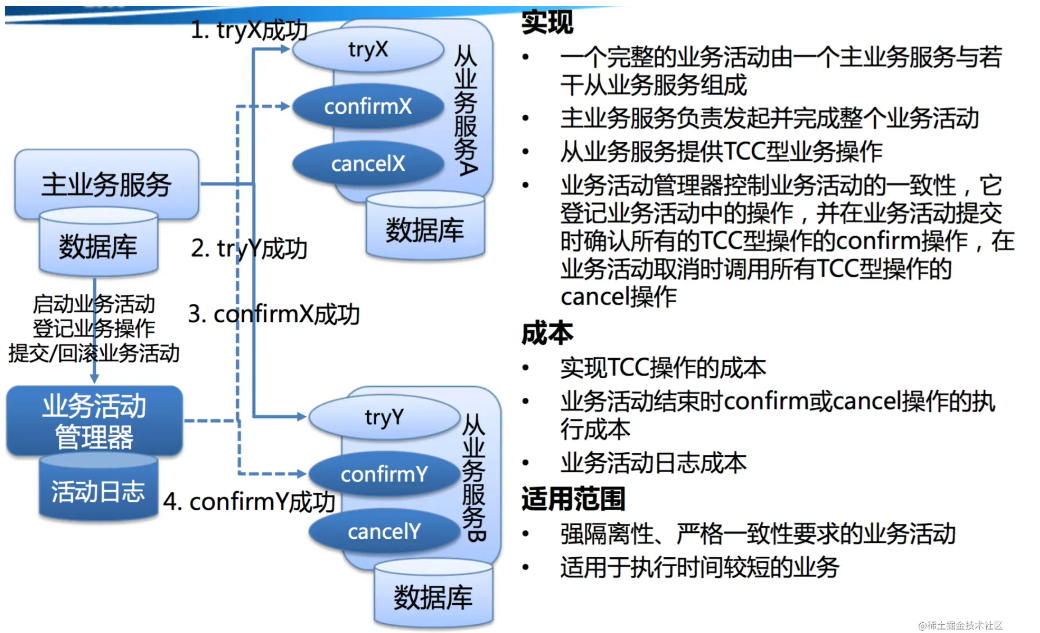 1. tryX成功
tryX
confirmX
cancelX
从业务服务A
数据库
主业务服务
数据库
2. tryY成功
3. confirmX成功
启动业务活动
登记业务操作
提交/回滚业务活动
业务活动
管理器
活动日志
4. confirmY成功
tryY
confirmY
cancelY
从业务服务B
数据库
实现
• 一个完整的业务活动由一个主业务服务与若
干从业务服务组成
• 主业务服务负责发起并完成整个业务活动
• 从业务服务提供TCC型业务操作
• 业务活动管理器控制业务活动的一致性，它
登记业务活动中的操作，并在业务活动提交
时确认所有的TCC型操作的confirm操作，在
业务活动取消时调用所有TCC型操作的
cancel操作
成本
• 实现TCC操作的成本
• 业务活动结束时confirm或cancel操作的执
行成本
• 业务活动日志成本
适用范围
• 强隔离性、严格一致性要求的业务活动
• 适用于执行时间较短的业务
@稀土掘金技术社区